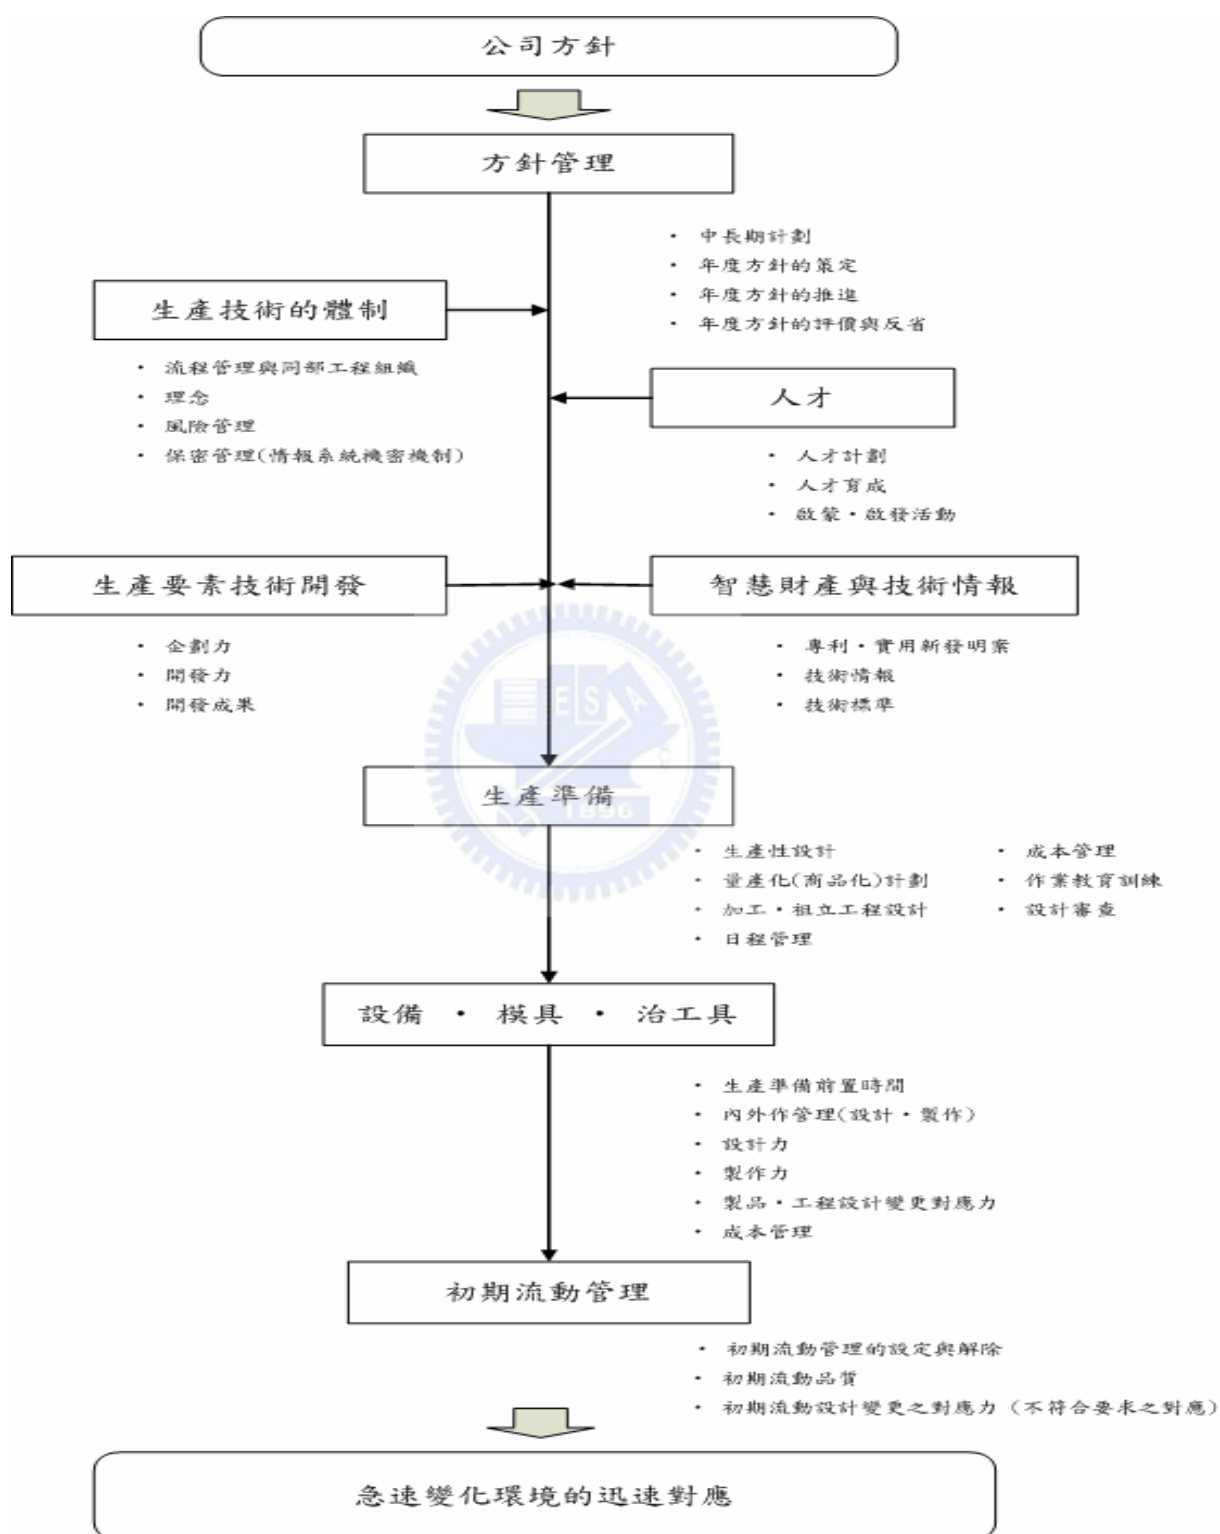 公司方針
方針管理
· 中長期計劃
· 年度方針的策定
· 年度方針的推進
· 年度方針的評價與反省
生產技術的體制
· 流程管理與同部工程組織
· 理念
· 風險管理
· 保密管理(情報系統機密機制)
人才
· 人才計劃
· 人才育成
· 啟蒙·啟發活動
生產要素技術開發
· 企劃力
· 開發力
· 開發成果
智慧財產與技術情報
· 專利·實用新發明案
· 技術情報
· 技術標準
ESA
生產準備
1896
· 生產性設計
· 量產化(商品化)計劃
· 加工·祖立工程設計
· 日程管理
· 成本管理
· 作業教育訓練
· 設計審查
設備 · 模具 · 治工具
· 生產準備前置時間
· 內外作管理(設計·製作)
· 設計力
· 製作力
· 製品·工程設計變更對應力
· 成本管理
初期流動管理
· 初期流動管理的設定與解除
· 初期流動品質
· 初期流動設計變更之對應力 (不符合要求之對應)
急速變化環境的迅速對應